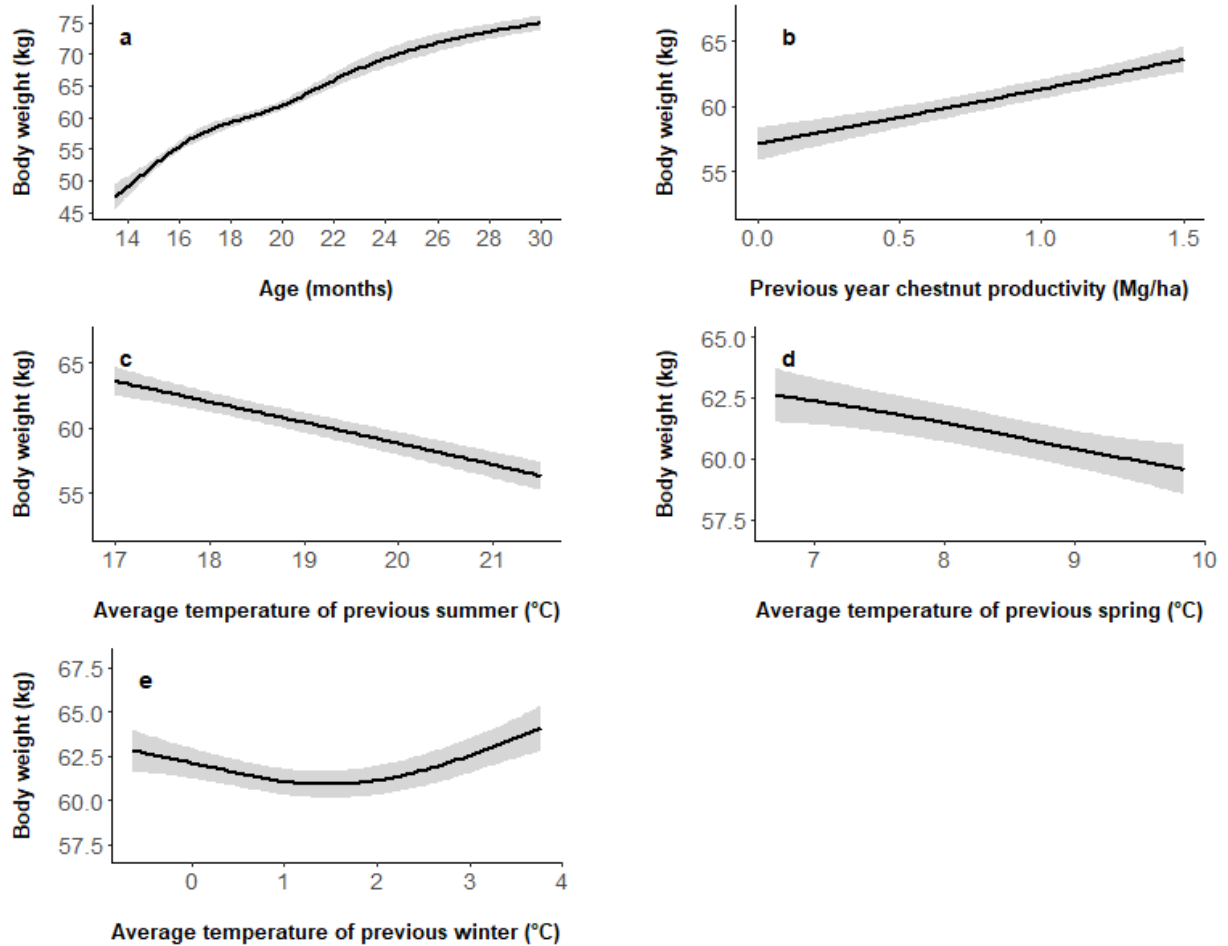 a
Body weight (kg)
75
70
65
60
55
50
45
14 16 18 20 22 24 26 28 30
Age (months)
b
Body weight (kg)
65
60
55
0.0 0.5 1.0 1.5
Previous year chestnut productivity (Mg/ha)
c
Body weight (kg)
65
60
55
17 18 19 20 21
Average temperature of previous summer (°C)
d
Body weight (kg)
65.0
62.5
60.0
57.5
7 8 9 10
Average temperature of previous spring (°C)
e
Body weight (kg)
67.5
65.0
62.5
60.0
57.5
0 1 2 3 4
Average temperature of previous winter (°C)